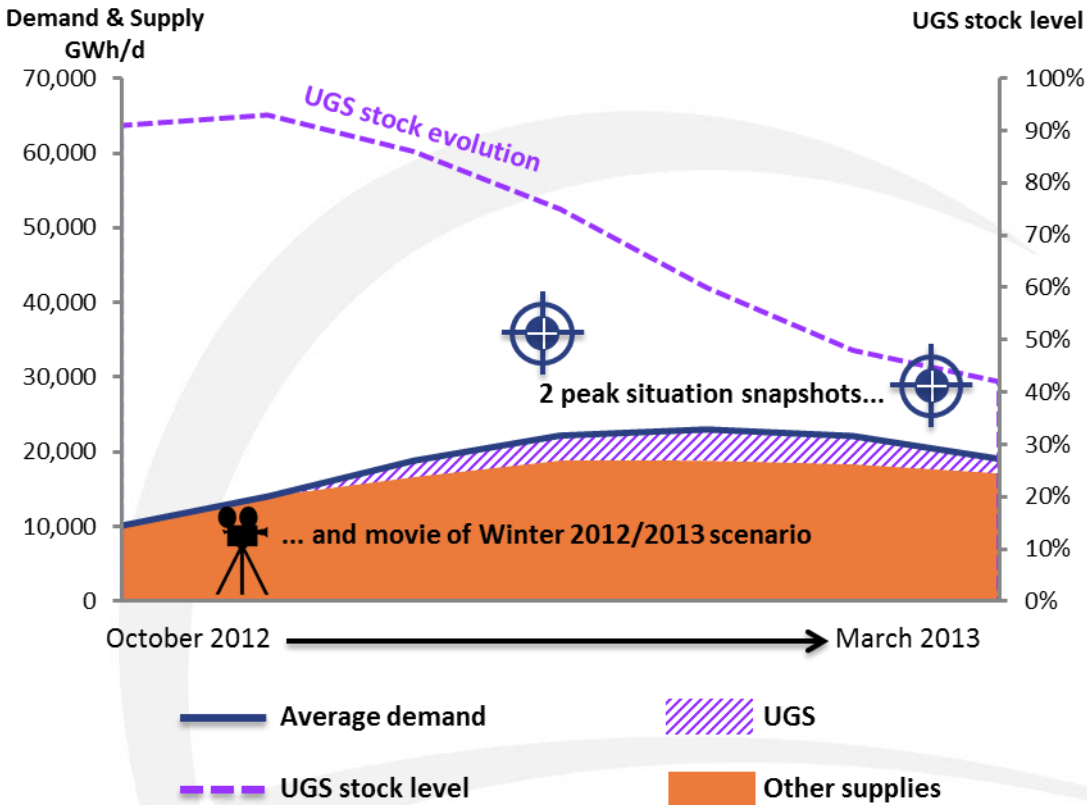 Demand & Supply
GWh/d
UGS stock level
70,000
60,000
50,000
40,000
30,000
20,000
10,000
0
100%
90%
80%
70%
60%
50%
40%
30%
20%
10%
0%
UGS stock evolution
2 peak situation snapshots...
... and movie of Winter 2012/2013 scenario
October 2012
March 2013
Average demand
UGS
UGS stock level
Other supplies